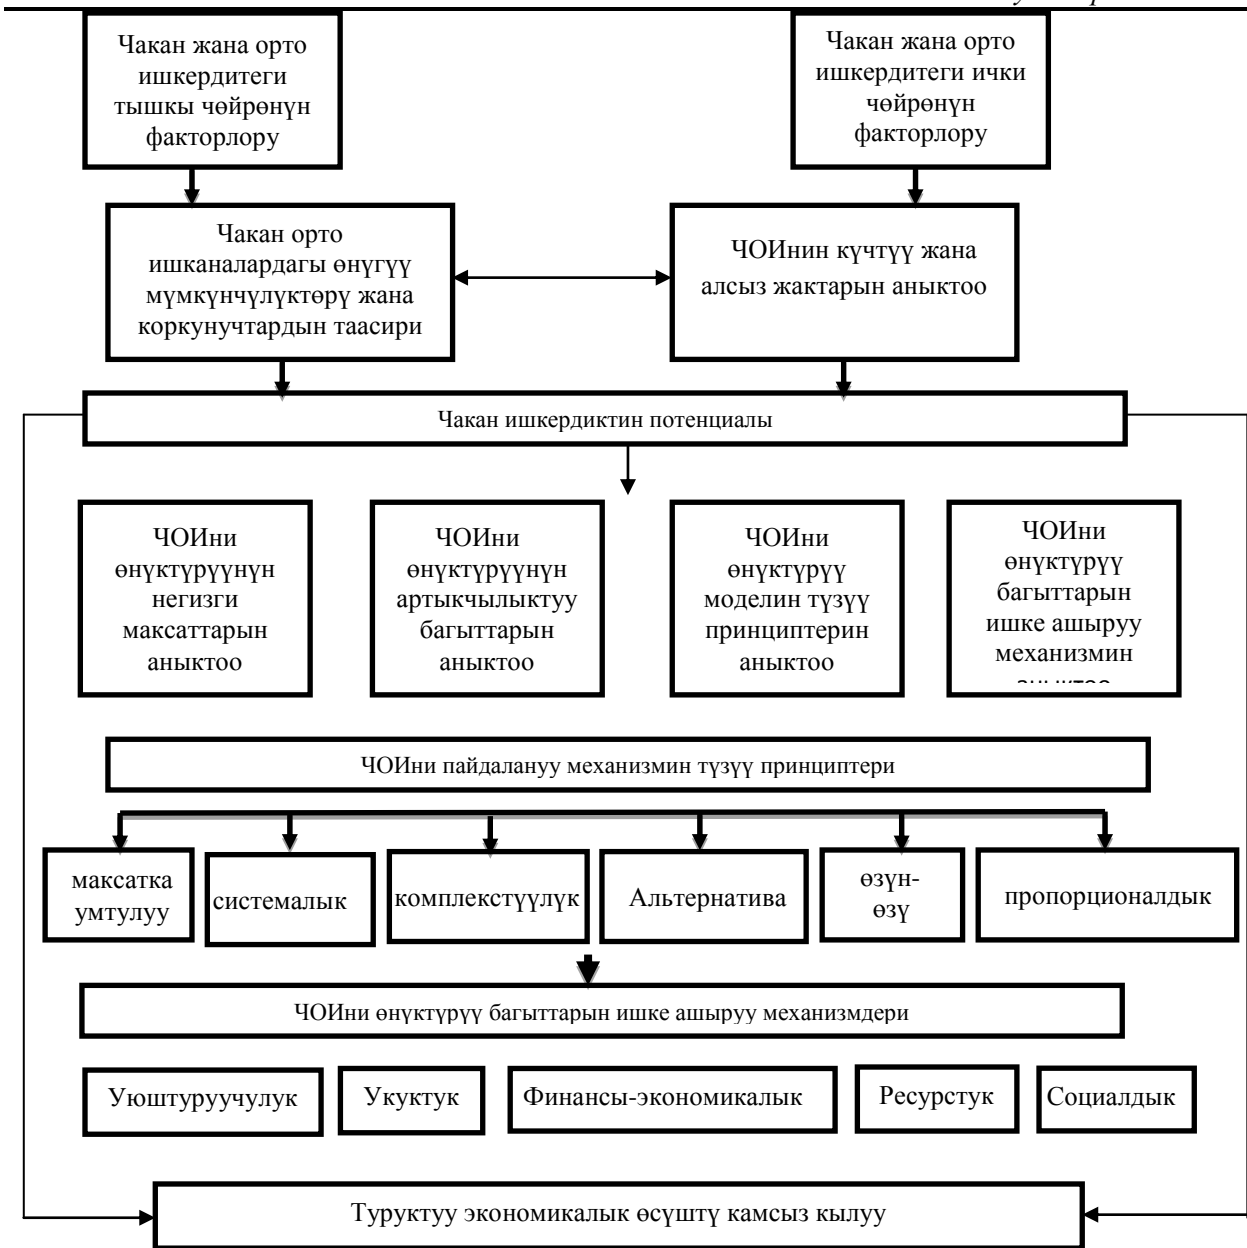 Чакан жана орто
ишкердитеги
тышкы чөйрөнүн
факторлору
Чакан жана орто
ишкердитеги ички
чөйрөнүн
факторлору
Чакан орто
ишканалардагы өнүгүү
мүмкүнчүлүктөрү жана
коркунучтардын таасири
ЧОИнин күчтүү жана
алсыз жактарын аныктоо
Чакан ишкердиктин потенциалы
ЧОИни
өнүктүрүүнүн
негизги
максаттарын
аныктоо
ЧОИни
өнүктүрүүнүн
артыкчылыктуу
багыттарын
аныктоо
ЧОИни
өнүктүрүү
моделин түзүү
принциптерин
аныктоо
ЧОИни
өнүктүрүү
багыттарын
ишке ашыруу
механизмин
ЧОИни пайдалануу механизмин түзүү принциптери
максатка
умтулуу
системалык
комплекстүүлүк
Альтернатива
өзүн-
өзү
пропорционалдык
ЧОИни өнүктүрүү багыттарын ишке ашыруу механизмдери
Уюштуруучулук
Укуктук
Финансы-экономикалык
Ресурстук
Социалдык
Туруктуу экономикалык өсүштү камсыз кылуу